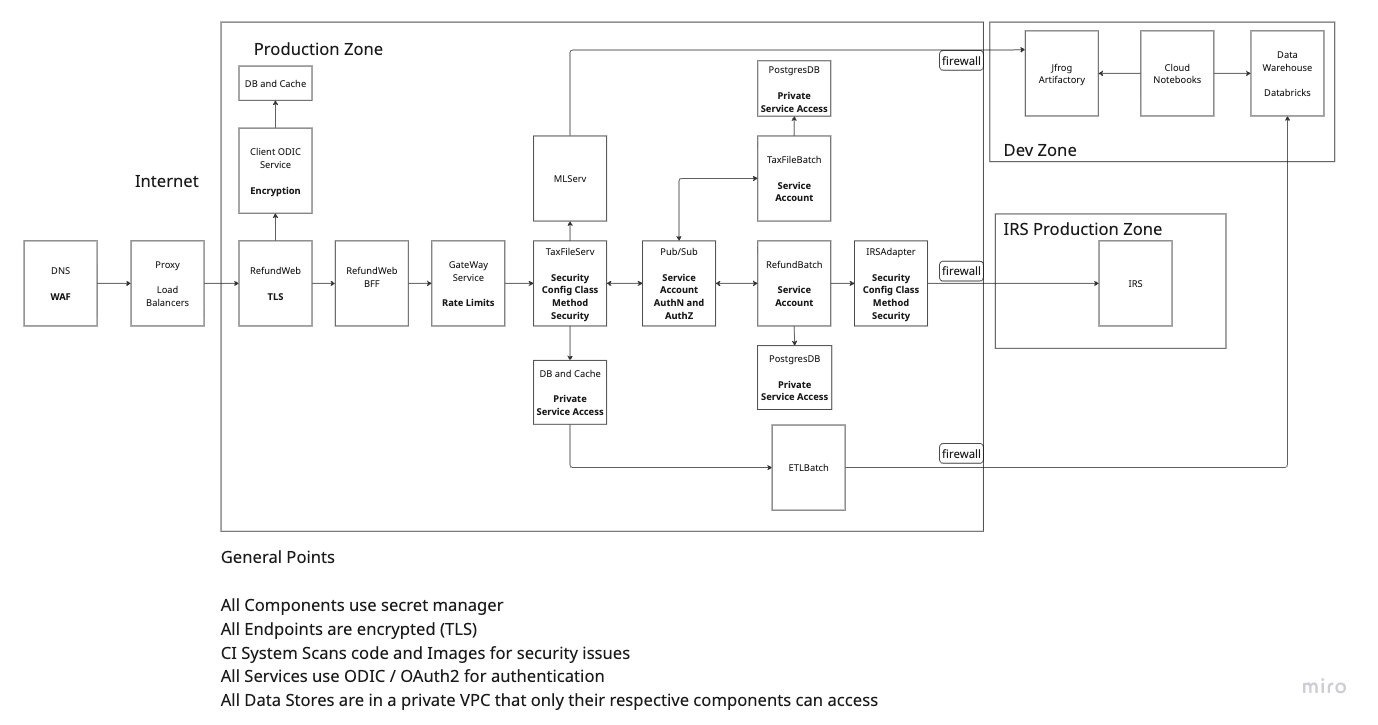 Production Zone
DB and Cache
Client ODIC
Service
Encryption
Internet
DNS
WAF
Proxy
Load
Balancers
RefundWeb
TLS
RefundWeb
BFF
GateWay
Service
Rate Limits
MLServ
TaxFileServ
Security
Config Class
Method
Security
DB and Cache
Private
Service Access
Pub/Sub
Service
Account
AuthN and
AuthZ
PostgresDB
Private
Service Access
TaxFileBatch
Service
Account
RefundBatch
Service
Account
PostgresDB
Private
Service Access
ETLBatch
IRSAdapter
Security
Config Class
Method
Security
firewall
firewall
firewall
Jfrog
Artifactory
Cloud
Notebooks
Data
Warehouse
Databricks
Dev Zone
IRS Production Zone
IRS
General Points
All Components use secret manager
All Endpoints are encrypted (TLS)
CI System Scans code and Images for security issues
All Services use ODIC / OAuth2 for authentication
All Data Stores are in a private VPC that only their respective components can access
miro